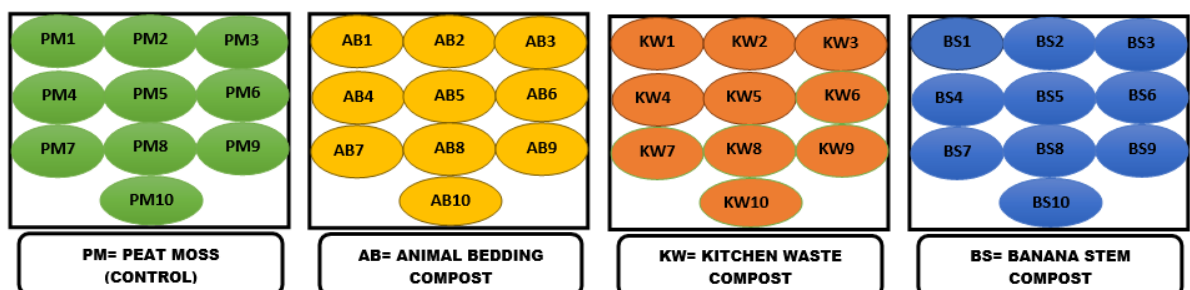 PM1 PM2 PM3
PM4 PM5 PM6
PM7 PM8 PM9
PM10
PM= PEAT MOSS
(CONTROL)
AB1 AB2 AB3
AB4 AB5 AB6
AB7 AB8 AB9
AB10
AB= ANIMAL BEDDING
COMPOST
KW1 KW2 KW3
KW4 KW5 KW6
KW7 KW8 KW9
KW10
KW= KITCHEN WASTE
COMPOST
BS1 BS2 BS3
BS4 BS5 BS6
BS7 BS8 BS9
BS10
BS= BANANA STEM
COMPOST